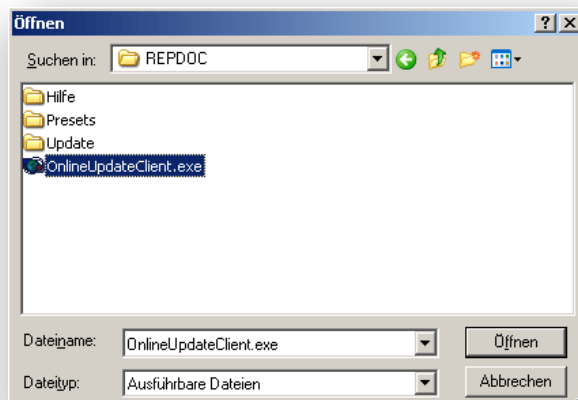 Öffnen
Suchen in: REPDOC
Hilfe
Presets
Update
OnlineUpdateClient.exe
Dateiname: OnlineUpdateClient.exe Öffnen
Dateityp: Ausführbare Dateien Abbrechen